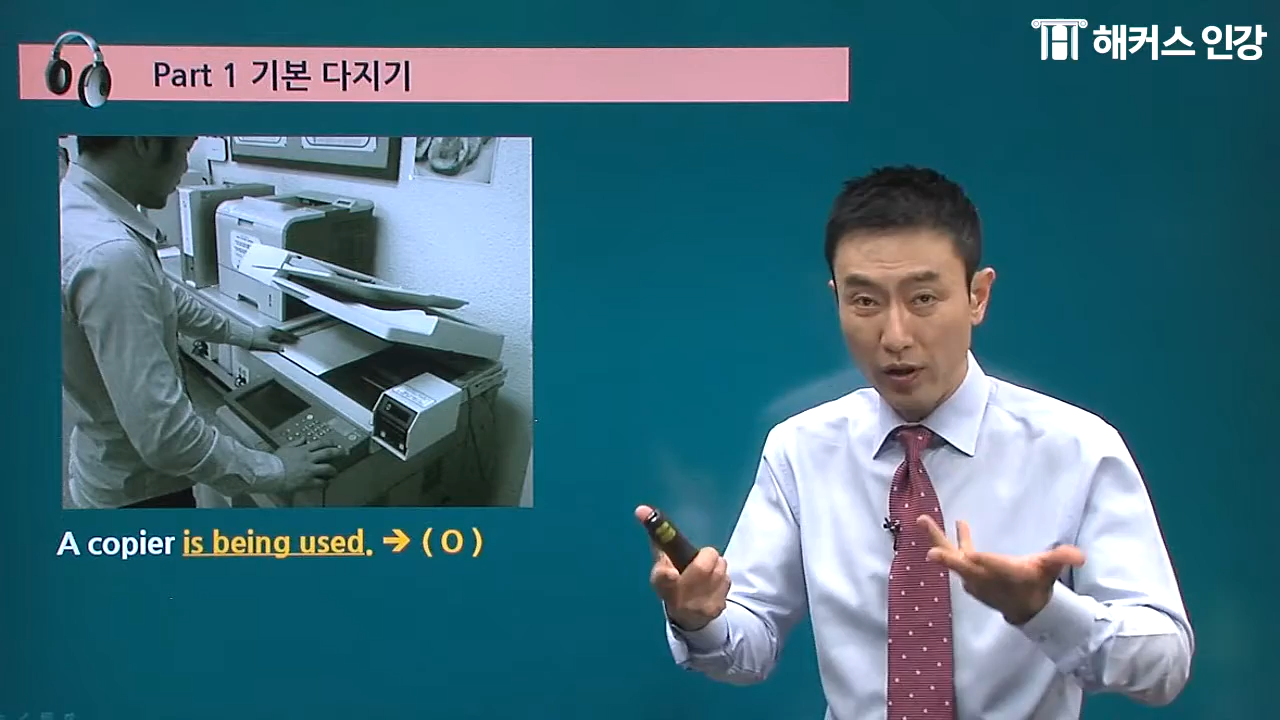 해커스 인강
Part 1 기본 다지기
A copier is being used. ➔ ( O )